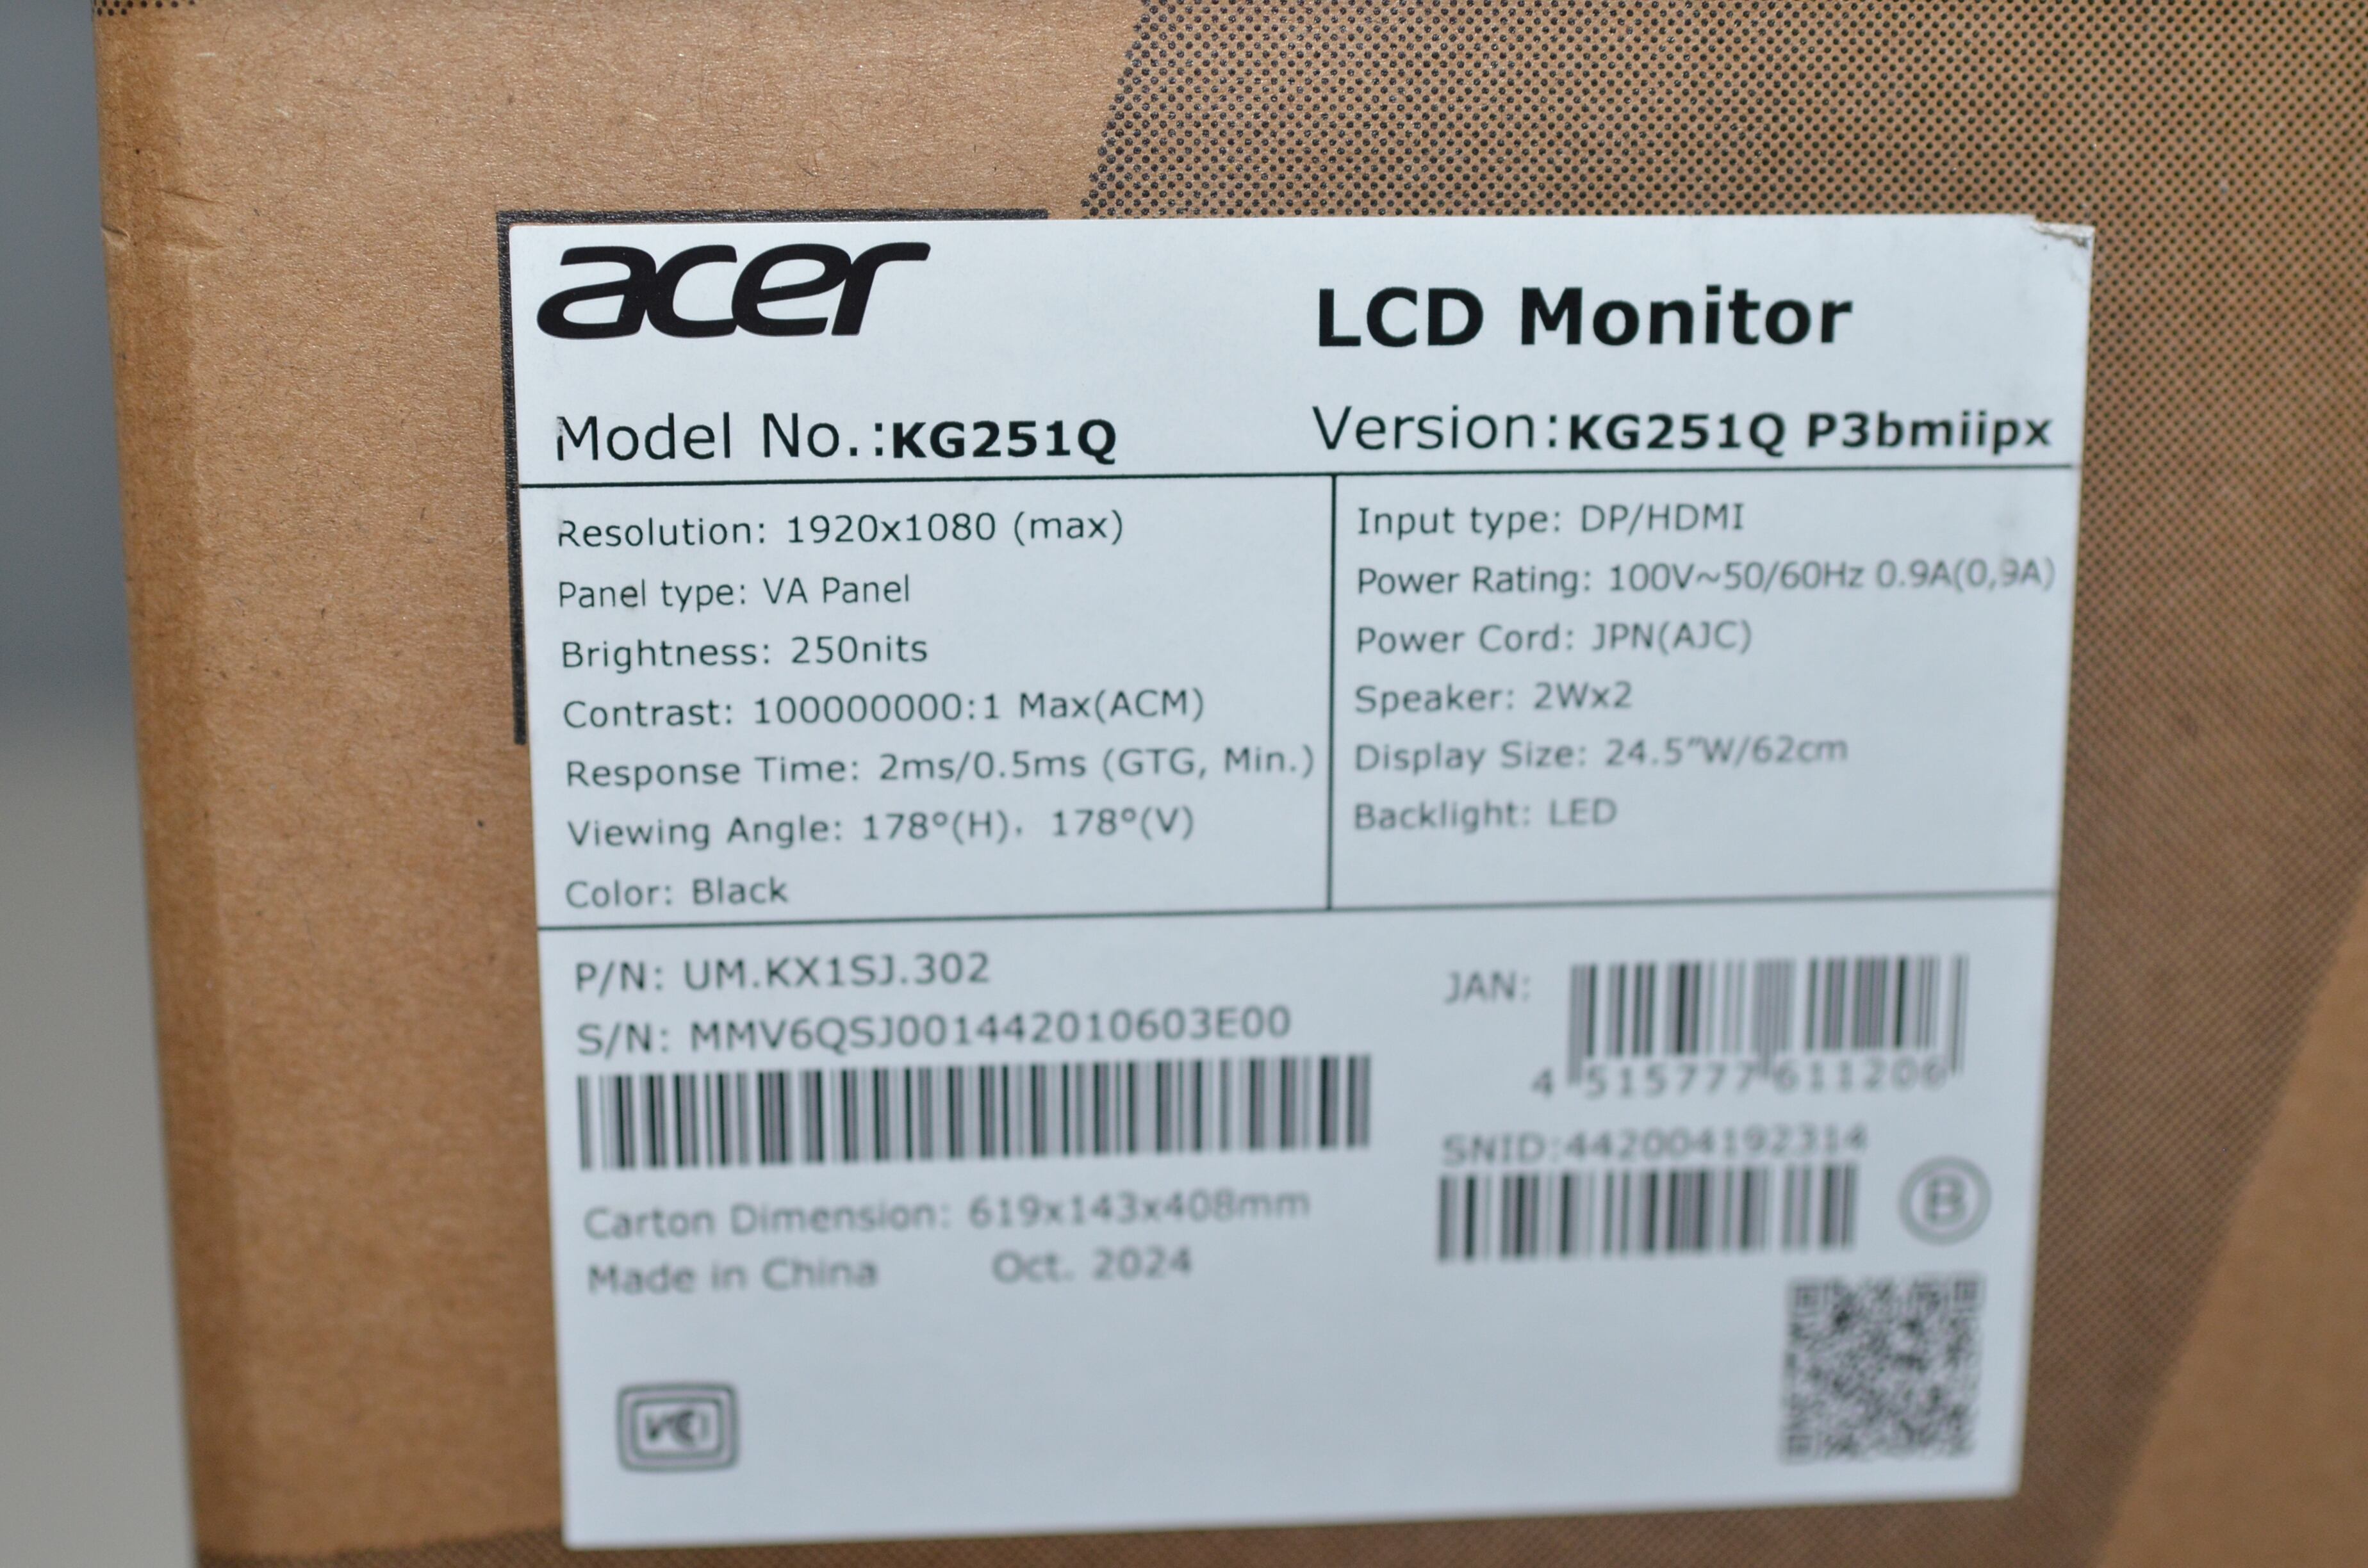 acer
LCD Monitor
Model No.:KG251Q
Version:KG251Q P3bmiipx
Resolution: 1920x1080 (max)
Panel type: VA Panel
Brightness: 250nits
Contrast: 100000000:1 Max(ACM)
Response Time: 2ms/0.5ms (GTG, Min.)
Viewing Angle: 178°(H), 178°(V)
Color: Black
Input type: DP/HDMI
Power Rating: 100V~50/60Hz 0.9A(0,9A)
Power Cord: JPN(AJC)
Speaker: 2Wx2
Display Size: 24.5"W/62cm
Backlight: LED
P/N: UM.KX1SJ.302
S/N: MMV6QSJ001442010603E00
Carton Dimension: 619x143x408mm
Made in China Oct. 2024
JAN:
4 515777 611206
SNID:442004192314
B